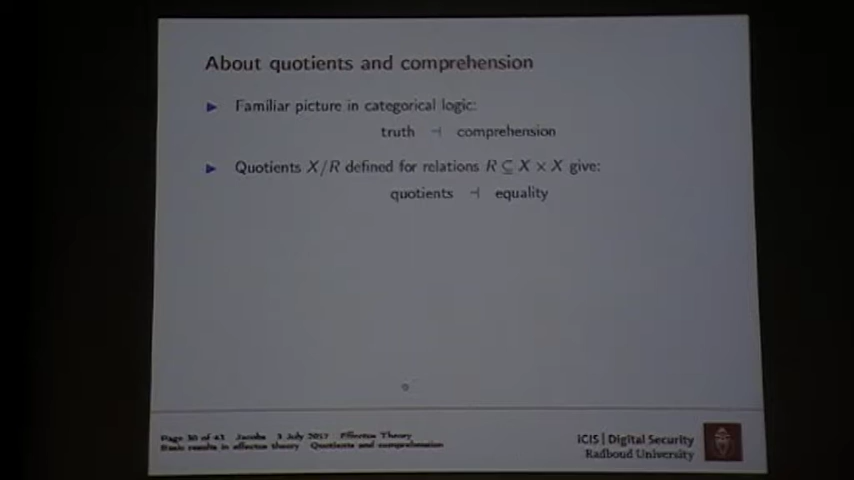 About quotients and comprehension
▶ Familiar picture in categorical logic:
truth ⊣ comprehension
▶ Quotients X/R defined for relations R ⊆ X × X give:
quotients ⊣ equality
Page 30 of 43 Jacobs 3 July 2017 Effectus Theory
Basic results in effectus theory Quotients and comprehension
iCIS | Digital Security
Radboud University